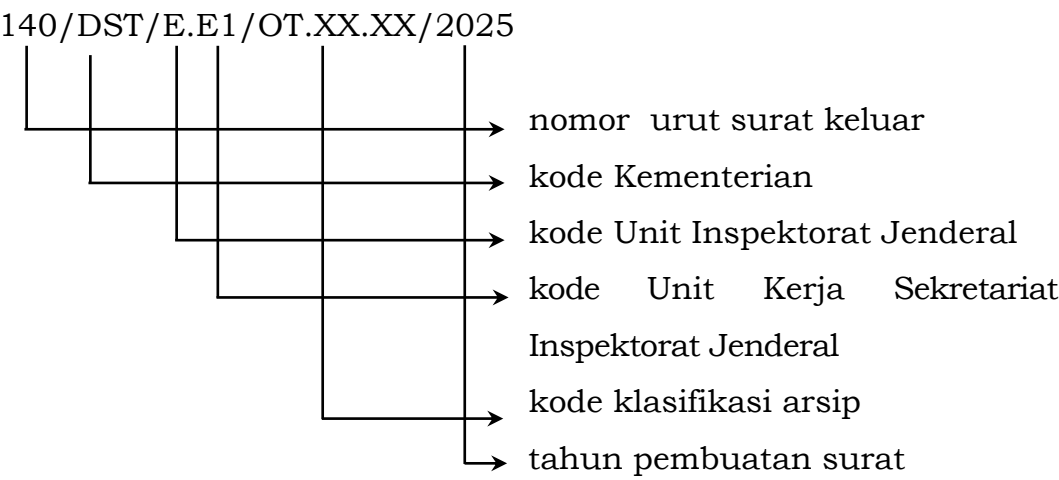 140/DST/E.E1/OT.XX.XX/2025
nomor urut surat keluar
kode Kementerian
kode Unit Inspektorat Jenderal
kode Unit Kerja Sekretariat
Inspektorat Jenderal
kode klasifikasi arsip
tahun pembuatan surat